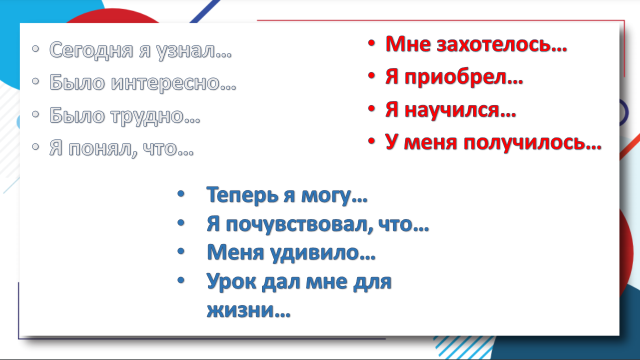 • Сегодня я узнал...
• Было интересно...
• Было трудно...
• Я понял, что...
• Мне захотелось...
• Я приобрел...
• Я научился...
• У меня получилось...
• Теперь я могу...
• Я почувствовал, что...
• Меня удивило...
• Урок дал мне для
жизни...